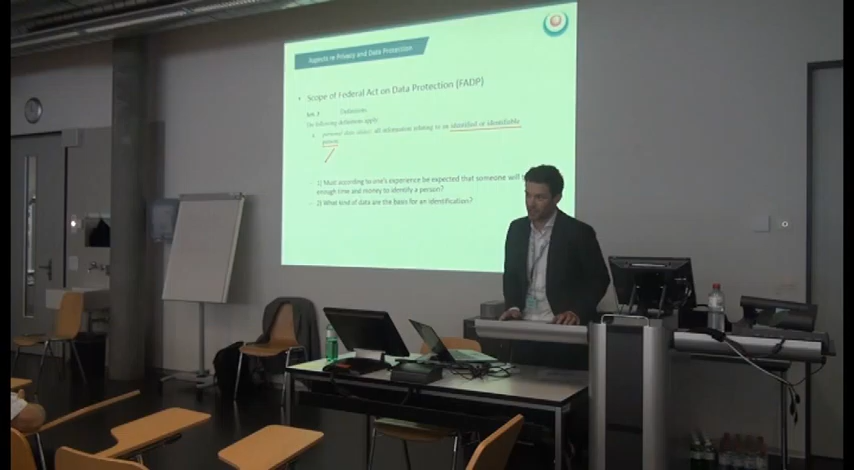 Aspects re Privacy and Data Protection
• Scope of Federal Act on Data Protection (FADP)
Art. 3 Definitions
The following definitions apply:
a. personal data (data): all information relating to an identified or identifiable
person;
– 1) Must according to one's experience be expected that someone will
enough time and money to identify a person?
– 2) What kind of data are the basis for an identification?